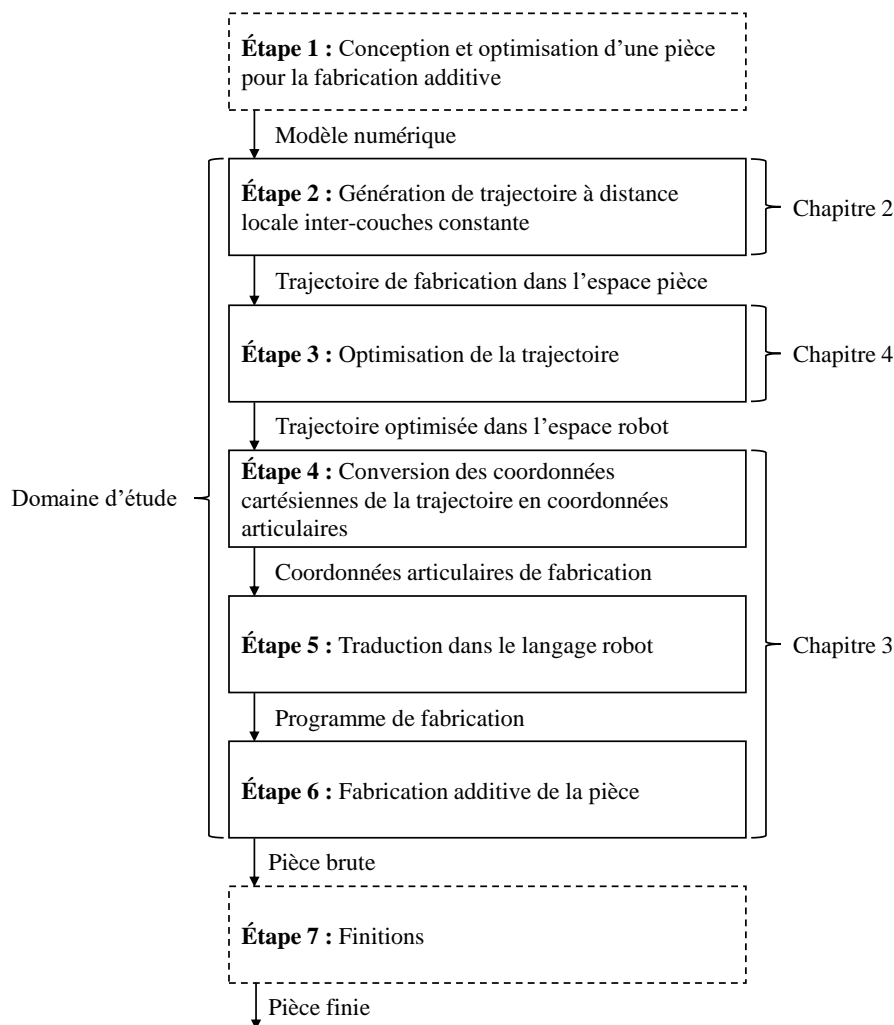 Étape 1 : Conception et optimisation d’une pièce
pour la fabrication additive
Modèle numérique
Étape 2 : Génération de trajectoire à distance
locale inter-couches constante
Chapitre 2
Trajectoire de fabrication dans l’espace pièce
Étape 3 : Optimisation de la trajectoire
Chapitre 4
Trajectoire optimisée dans l’espace robot
Étape 4 : Conversion des coordonnées
cartésiennes de la trajectoire en coordonnées
articulaires
Domaine d’étude
Coordonnées articulaires de fabrication
Étape 5 : Traduction dans le langage robot
Chapitre 3
Programme de fabrication
Étape 6 : Fabrication additive de la pièce
Pièce brute
Étape 7 : Finitions
Pièce finie